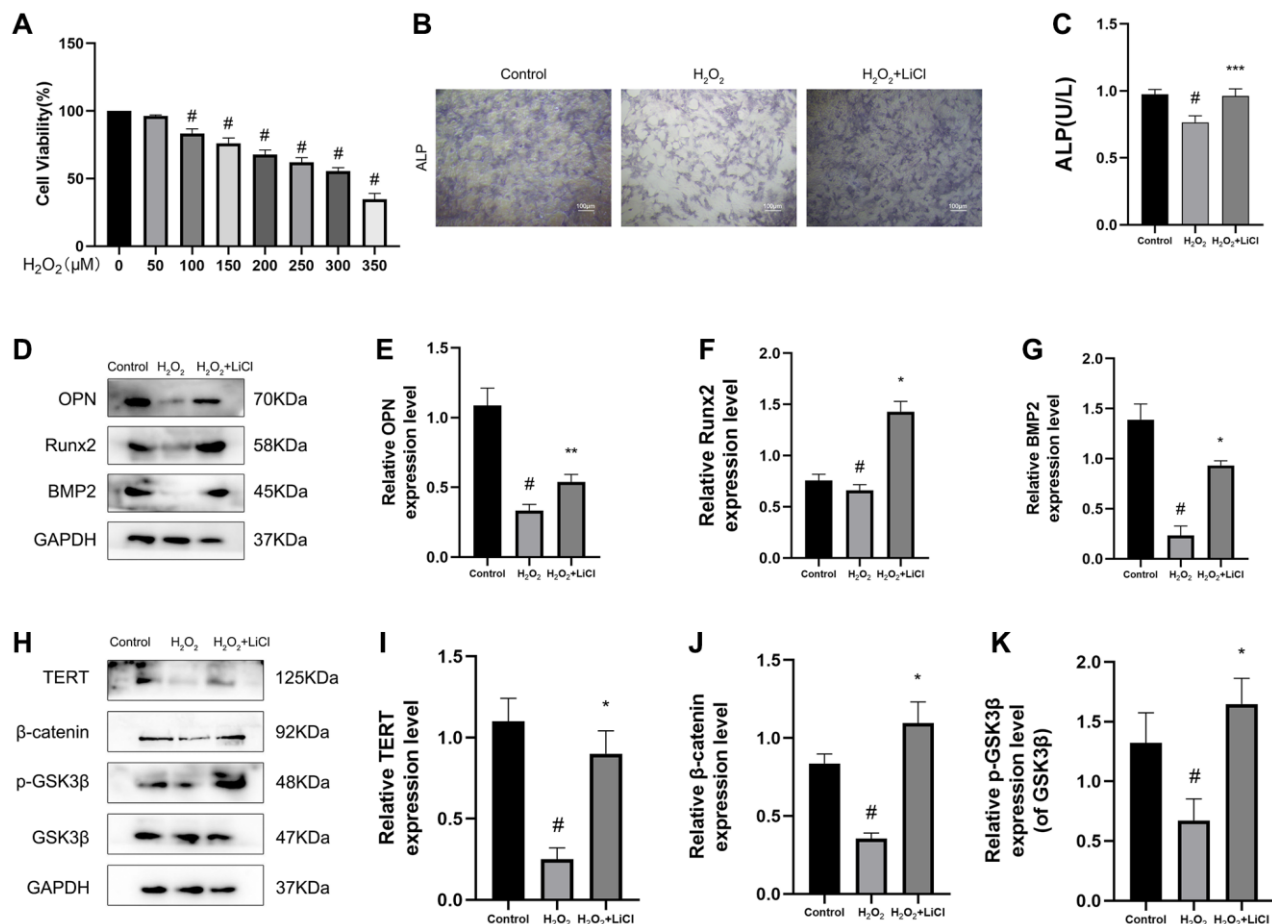 A
Cell Viability(%)
150
100
50
0
# # # # # #
H₂O₂(μM) 0 50 100 150 200 250 300 350
B
Control H₂O₂ H₂O₂+LiCl
ALP
100μm 100μm 100μm
C
ALP(U/L)
1.5
1.0
0.5
0.0
# ***
Control H₂O₂ H₂O₂+LiCl
D
Control H₂O₂ H₂O₂+LiCl
OPN 70KDa
Runx2 58KDa
BMP2 45KDa
GAPDH 37KDa
E
Relative OPN
expression level
1.5
1.0
0.5
0.0
# **
Control H₂O₂ H₂O₂+LiCl
F
Relative Runx2
expression level
2.0
1.5
1.0
0.5
0.0
# *
Control H₂O₂ H₂O₂+LiCl
G
Relative BMP2
expression level
2.0
1.5
1.0
0.5
0.0
# *
Control H₂O₂ H₂O₂+LiCl
H
Control H₂O₂ H₂O₂+LiCl
TERT 125KDa
β-catenin 92KDa
p-GSK3β 48KDa
GSK3β 47KDa
GAPDH 37KDa
I
Relative TERT
expression level
1.5
1.0
0.5
0.0
# *
Control H₂O₂ H₂O₂+LiCl
J
Relative β-catenin
expression level
1.5
1.0
0.5
0.0
# *
Control H₂O₂ H₂O₂+LiCl
K
Relative p-GSK3β
expression level
(of GSK3β)
2.0
1.5
1.0
0.5
0.0
# *
Control H₂O₂ H₂O₂+LiCl